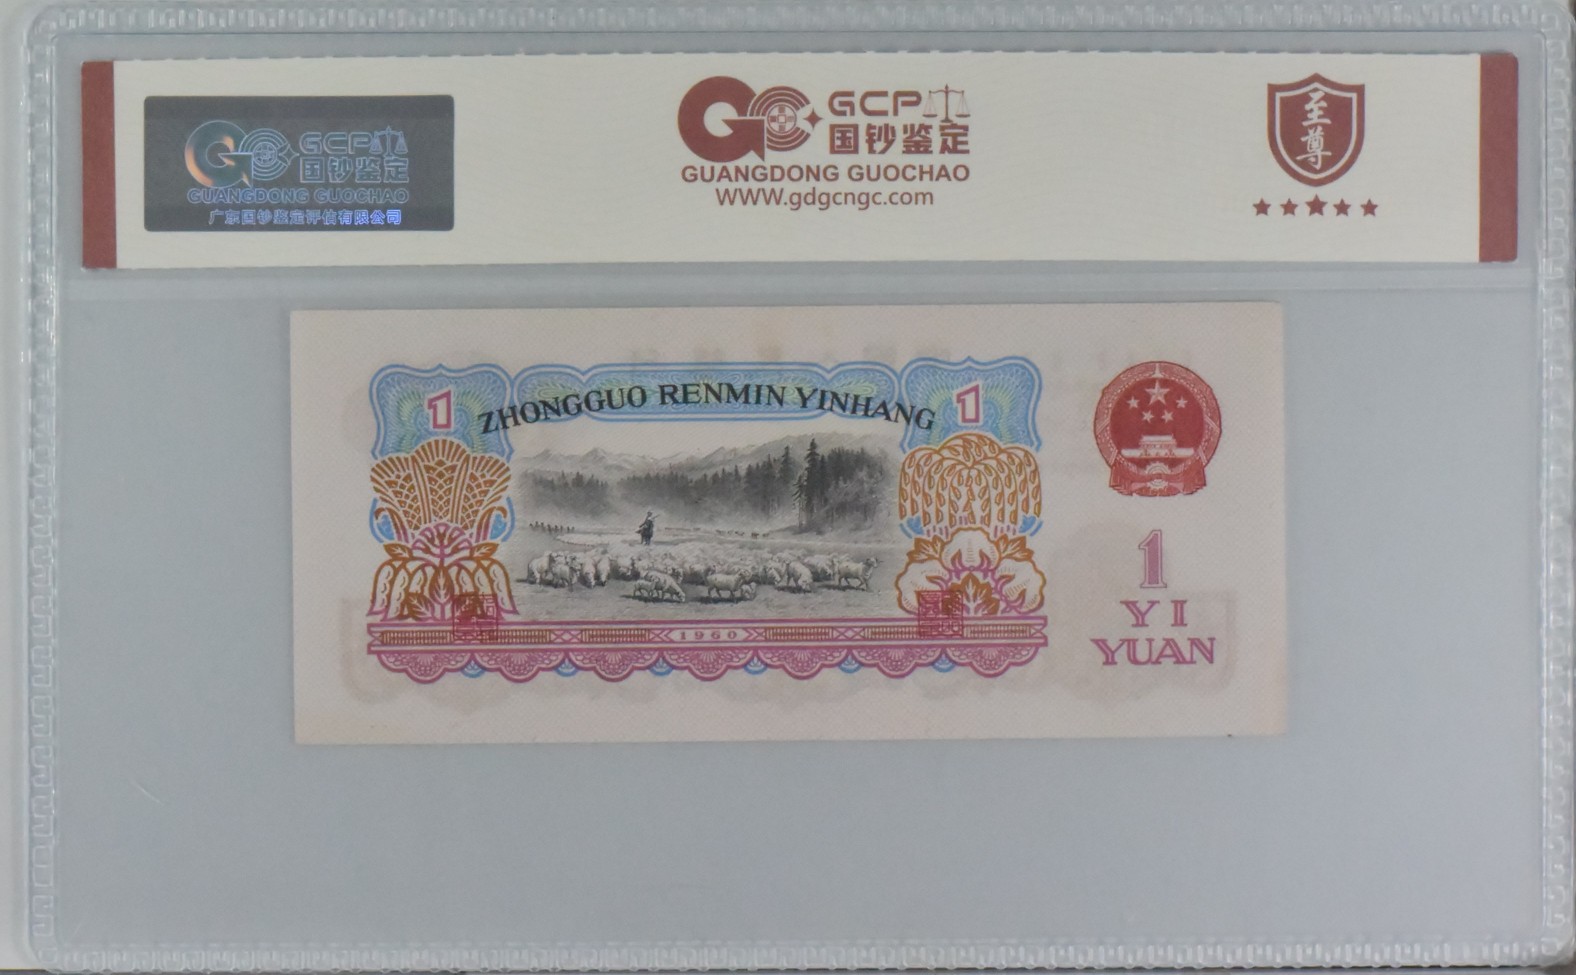 GCP
国钞鉴定
GUANGDONG GUOCHAO
广东国钞鉴定评估有限公司
GCP
国钞鉴定
GUANGDONG GUOCHAO
WWW.gdgcngc.com
至
尊
1
ZHONGGUO RENMIN YINHANG
1
1960
1
YI
YUAN